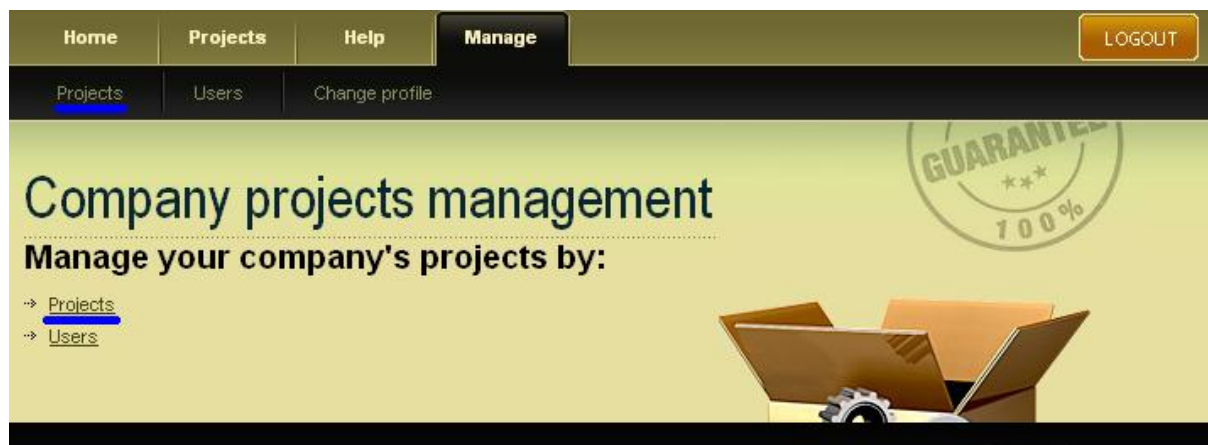 Home Projects Help Manage LOGOUT
Projects Users Change profile
GUARANTEE
100%
Company projects management
Manage your company's projects by:
Projects
Users